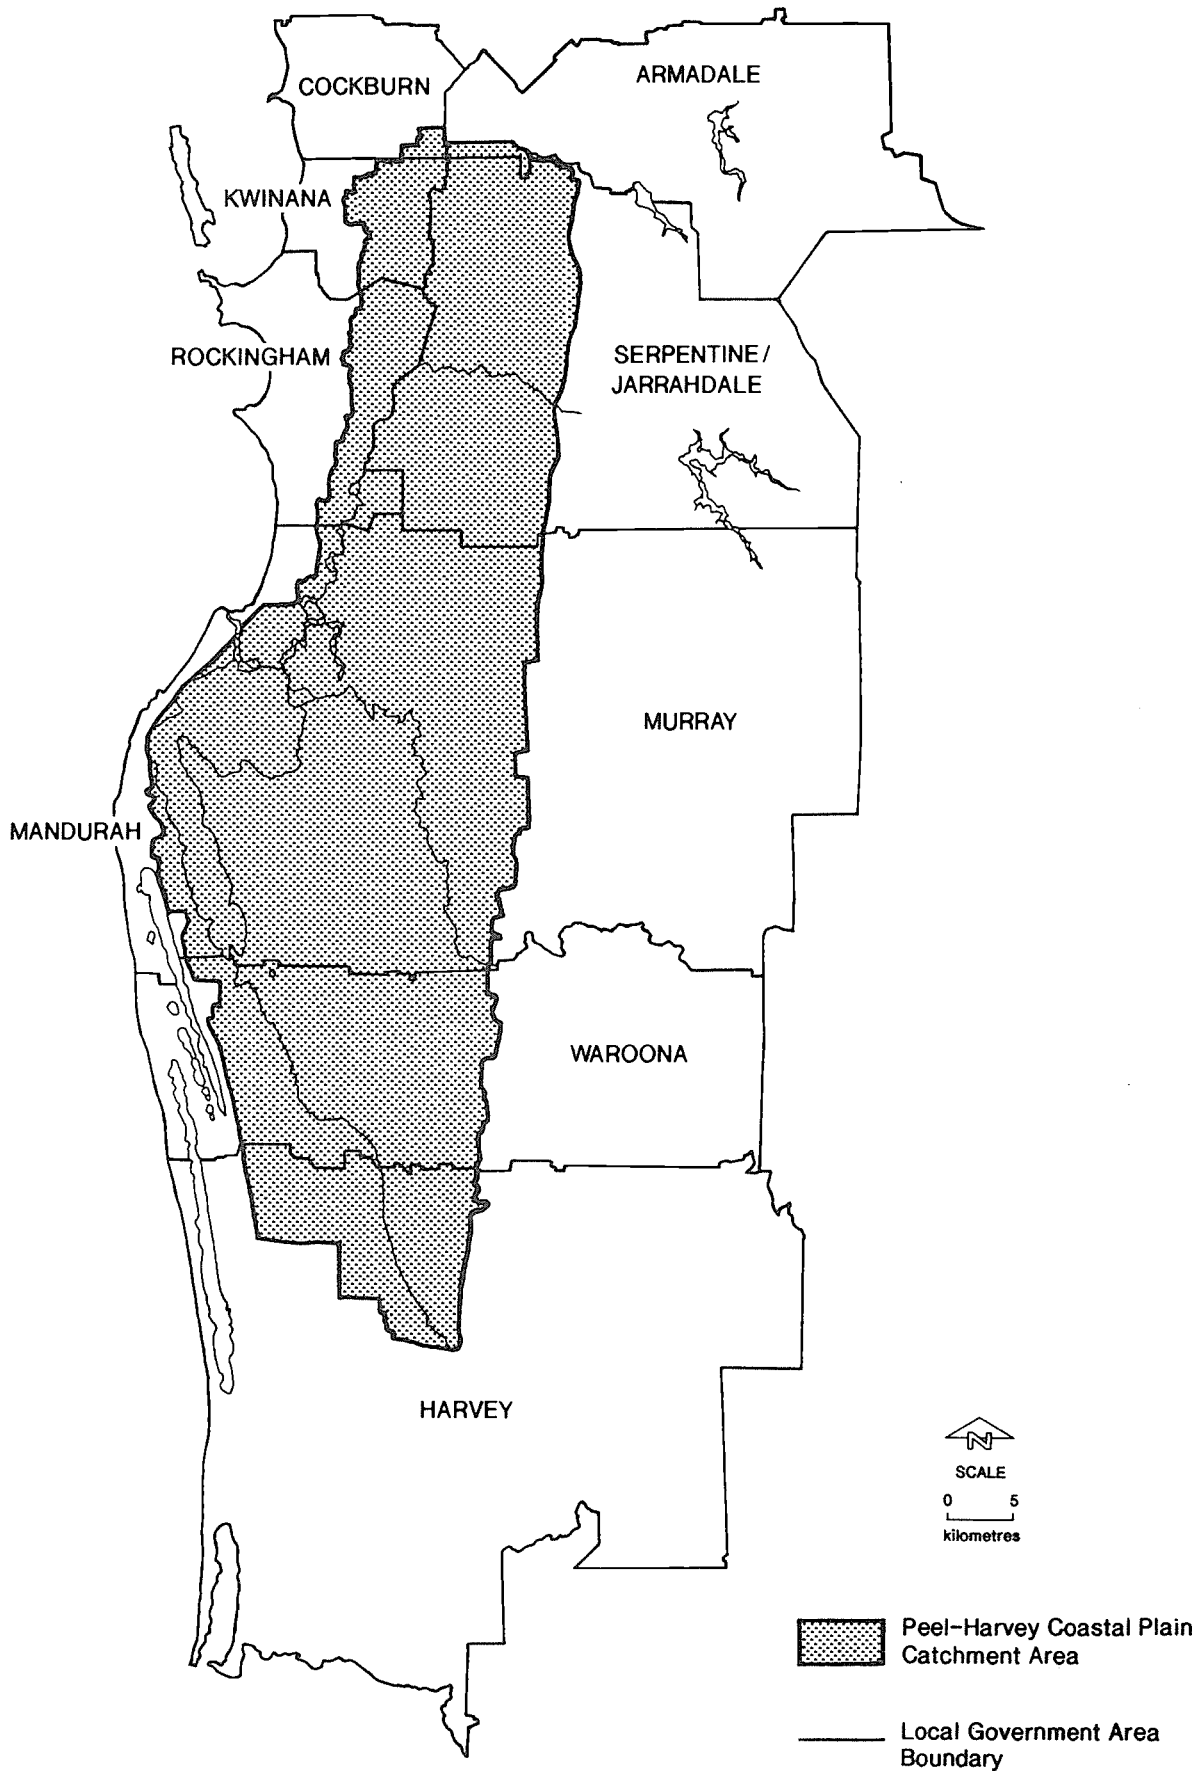 COCKBURN
ARMADALE
KWINANA
ROCKINGHAM
SERPENTINE/
JARRAHDALE
MURRAY
MANDURAH
WAROONA
HARVEY
N
SCALE
0 5
kilometres
Peel-Harvey Coastal Plain
Catchment Area
Local Government Area
Boundary